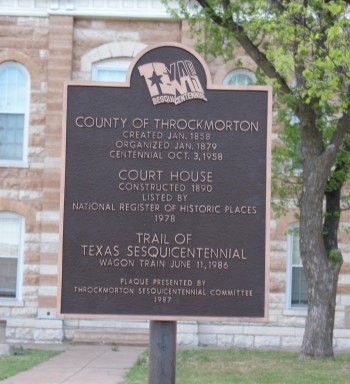 TEXAS
SESQUICENTENNIAL
COUNTY OF THROCKMORTON
CREATED JAN. 1858
ORGANIZED JAN. 1879
CENTENNIAL OCT. 3, 1958
COURT HOUSE
CONSTRUCTED 1890
LISTED BY
NATIONAL REGISTER OF HISTORIC PLACES
1978
TRAIL OF
TEXAS SESQUICENTENNIAL
WAGON TRAIN JUNE 11, 1986
PLAQUE PRESENTED BY
THROCKMORTON SESQUICENTENNIAL COMMITTEE
1987